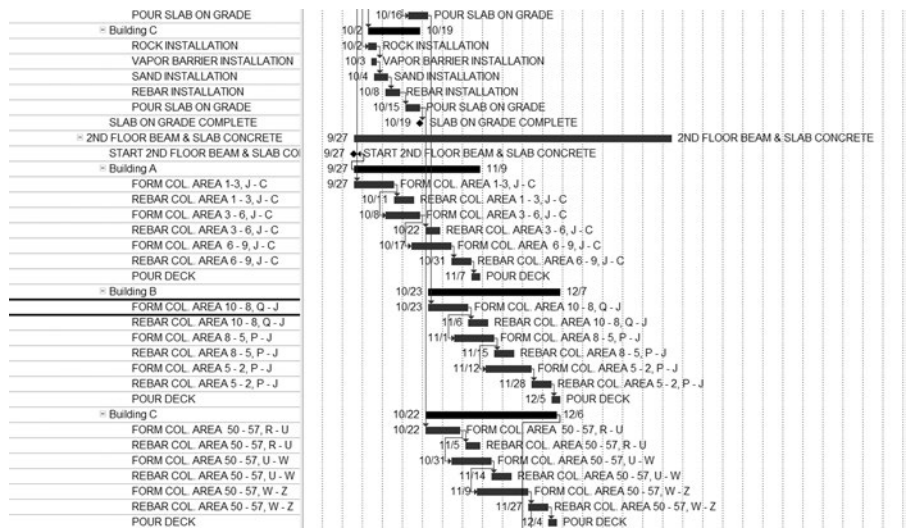 POUR SLAB ON GRADE 10/16 POUR SLAB ON GRADE
Building C 10/2 10/19
ROCK INSTALLATION 10/2 ROCK INSTALLATION
VAPOR BARRIER INSTALLATION 10/3 VAPOR BARRIER INSTALLATION
SAND INSTALLATION 10/4 SAND INSTALLATION
REBAR INSTALLATION 10/8 REBAR INSTALLATION
POUR SLAB ON GRADE 10/15 POUR SLAB ON GRADE
SLAB ON GRADE COMPLETE 10/19 SLAB ON GRADE COMPLETE
2ND FLOOR BEAM & SLAB CONCRETE 9/27 2ND FLOOR BEAM & SLAB CONCRETE
START 2ND FLOOR BEAM & SLAB CO 9/27 START 2ND FLOOR BEAM & SLAB CONCRETE
Building A 9/27 11/9
FORM COL. AREA 1-3, J - C 9/27 FORM COL. AREA 1-3, J - C
REBAR COL. AREA 1 - 3, J - C 10/11 REBAR COL. AREA 1 - 3, J - C
FORM COL. AREA 3 - 6, J - C 10/8 FORM COL. AREA 3 - 6, J - C
REBAR COL. AREA 3 - 6, J - C 10/22 REBAR COL. AREA 3 - 6, J - C
FORM COL. AREA 6 - 9, J - C 10/17 FORM COL. AREA 6 - 9, J - C
REBAR COL. AREA 6 - 9, J - C 10/31 REBAR COL. AREA 6 - 9, J - C
POUR DECK 11/7 POUR DECK
Building B 10/23 12/7
FORM COL. AREA 10 - 8, Q - J 10/23 FORM COL. AREA 10 - 8, Q - J
REBAR COL. AREA 10 - 8, Q - J 11/6 REBAR COL. AREA 10 - 8, Q - J
FORM COL. AREA 8 - 5, P - J 11/1 FORM COL. AREA 8 - 5, P - J
REBAR COL. AREA 8 - 5, P - J 11/15 REBAR COL. AREA 8 - 5, P - J
FORM COL. AREA 5 - 2, P - J 11/12 FORM COL. AREA 5 - 2, P - J
REBAR COL. AREA 5 - 2, P - J 11/28 REBAR COL. AREA 5 - 2, P - J
POUR DECK 12/5 POUR DECK
Building C 10/22 12/6
FORM COL. AREA 50 - 57, R - U 10/22 FORM COL. AREA 50 - 57, R - U
REBAR COL. AREA 50 - 57, R - U 11/5 REBAR COL. AREA 50 - 57, R - U
FORM COL. AREA 50 - 57, U - W 10/31 FORM COL. AREA 50 - 57, U - W
REBAR COL. AREA 50 - 57, U - W 11/14 REBAR COL. AREA 50 - 57, U - W
FORM COL. AREA 50 - 57, W - Z 11/9 FORM COL. AREA 50 - 57, W - Z
REBAR COL. AREA 50 - 57, W - Z 11/27 REBAR COL. AREA 50 - 57, W - Z
POUR DECK 12/4 POUR DECK